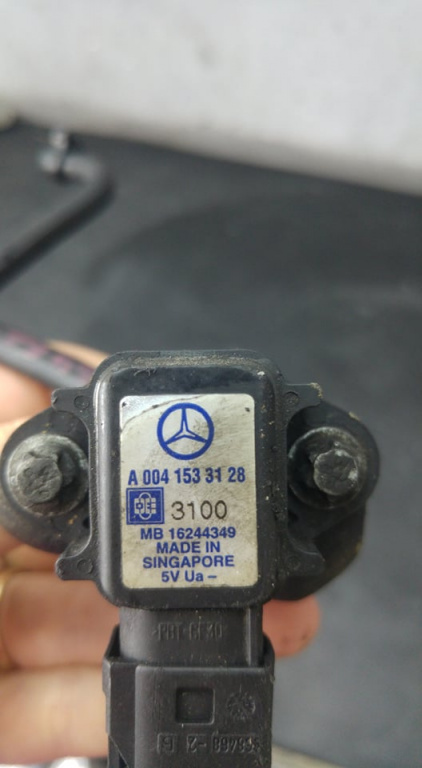 A 004 153 31 28
3100
MB 16244349
MADE IN
SINGAPORE
5V Ua –